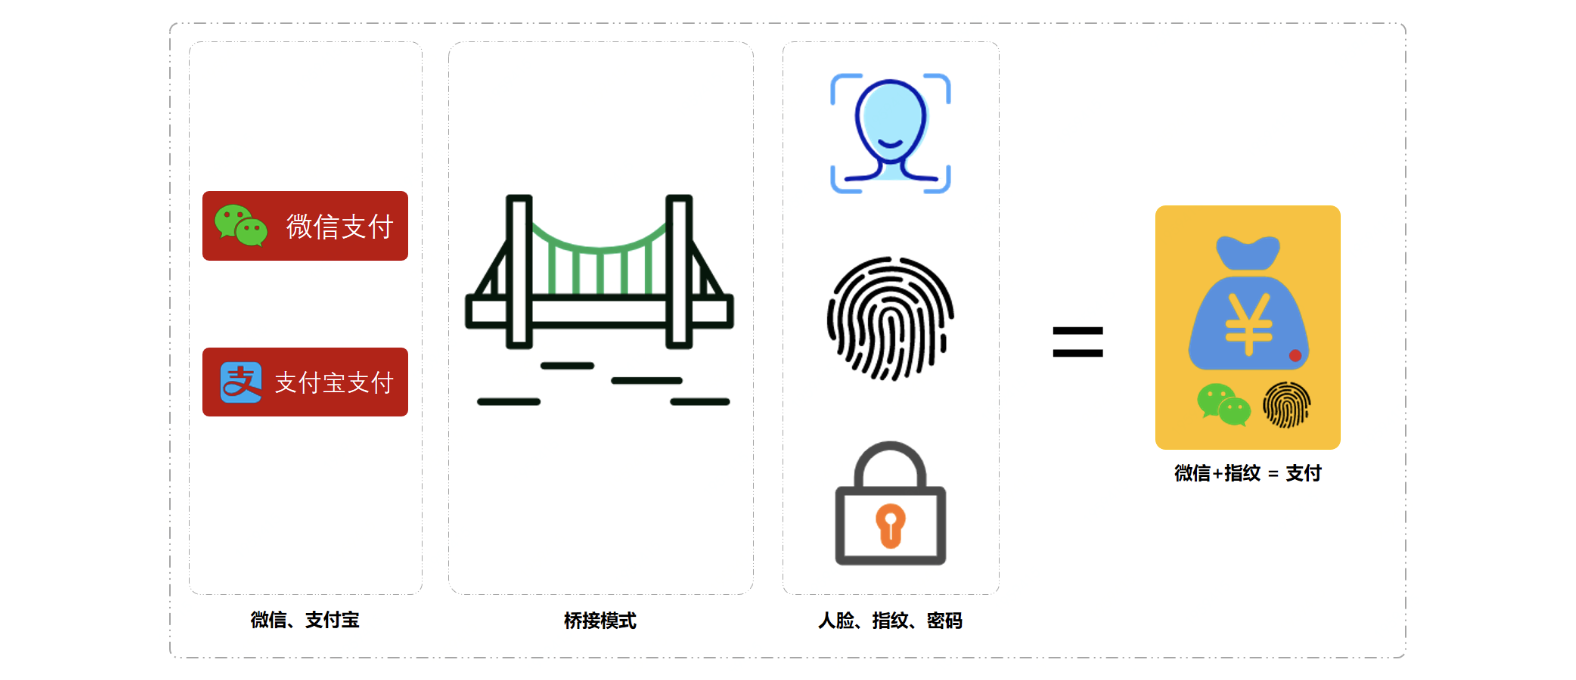 微信支付
支付宝支付
微信、支付宝
桥接模式
人脸、指纹、密码
=
¥
微信+指纹 = 支付